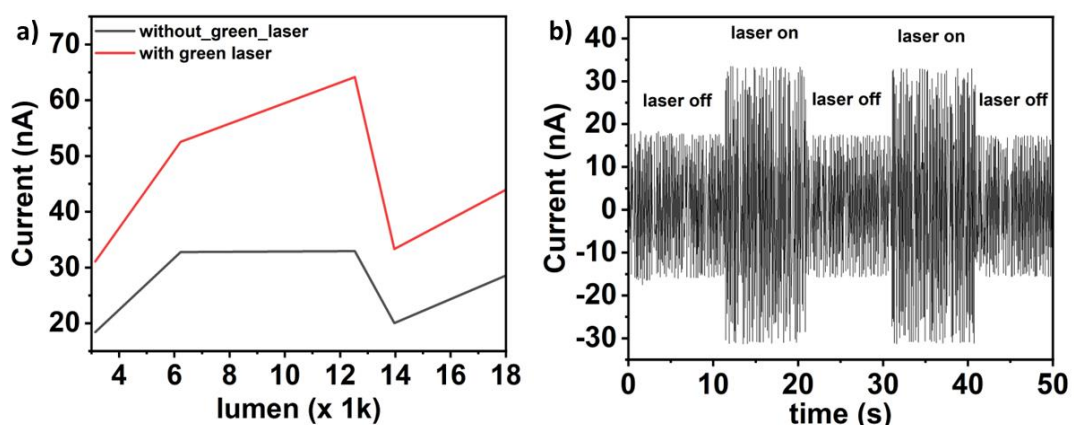 a)
without_green_laser
with green laser
Current (nA)
70
60
50
40
30
20
4 6 8 10 12 14 16 18
lumen (x 1k)
b)
laser on laser on
laser off laser off laser off
Current (nA)
40
30
20
10
0
-10
-20
-30
0 10 20 30 40 50
time (s)